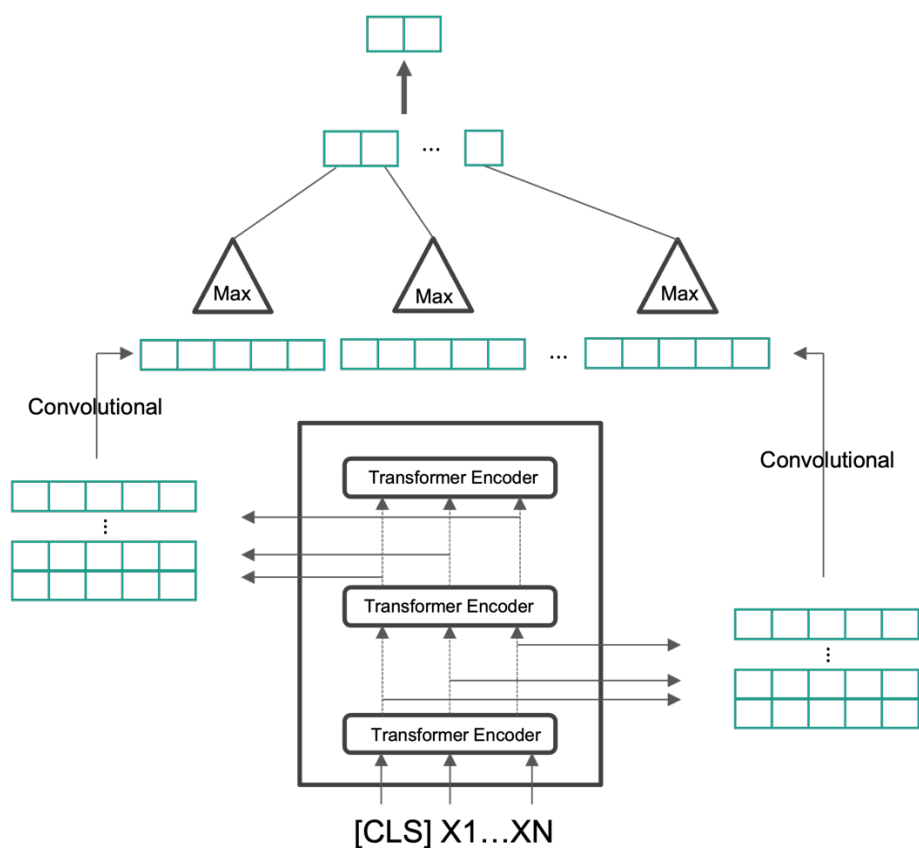 ...
Max
Max
Max
...
Convolutional
Convolutional
Transformer Encoder
...
Transformer Encoder
...
Transformer Encoder
[CLS] X1...XN